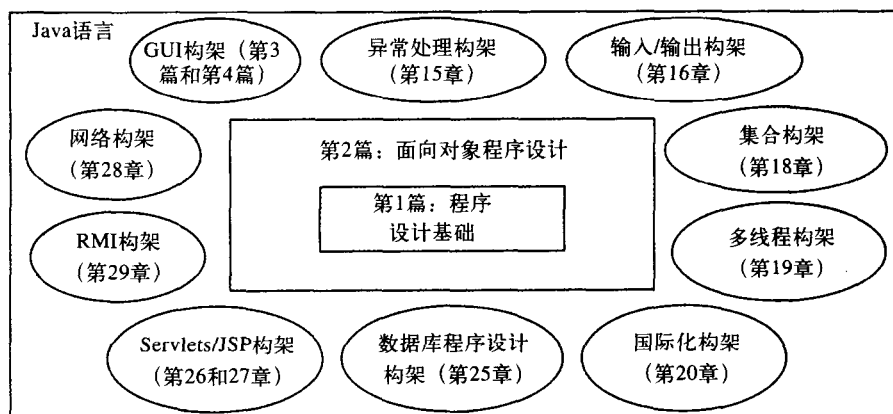 Java语言
GUI构架（第3
篇和第4篇）
异常处理构架
（第15章）
输入/输出构架
（第16章）
网络构架
（第28章）
第2篇：面向对象程序设计
集合构架
（第18章）
第1篇：程序
设计基础
RMI构架
（第29章）
多线程构架
（第19章）
Servlets/JSP构架
（第26和27章）
数据库程序设计
构架（第25章）
国际化构架
（第20章）